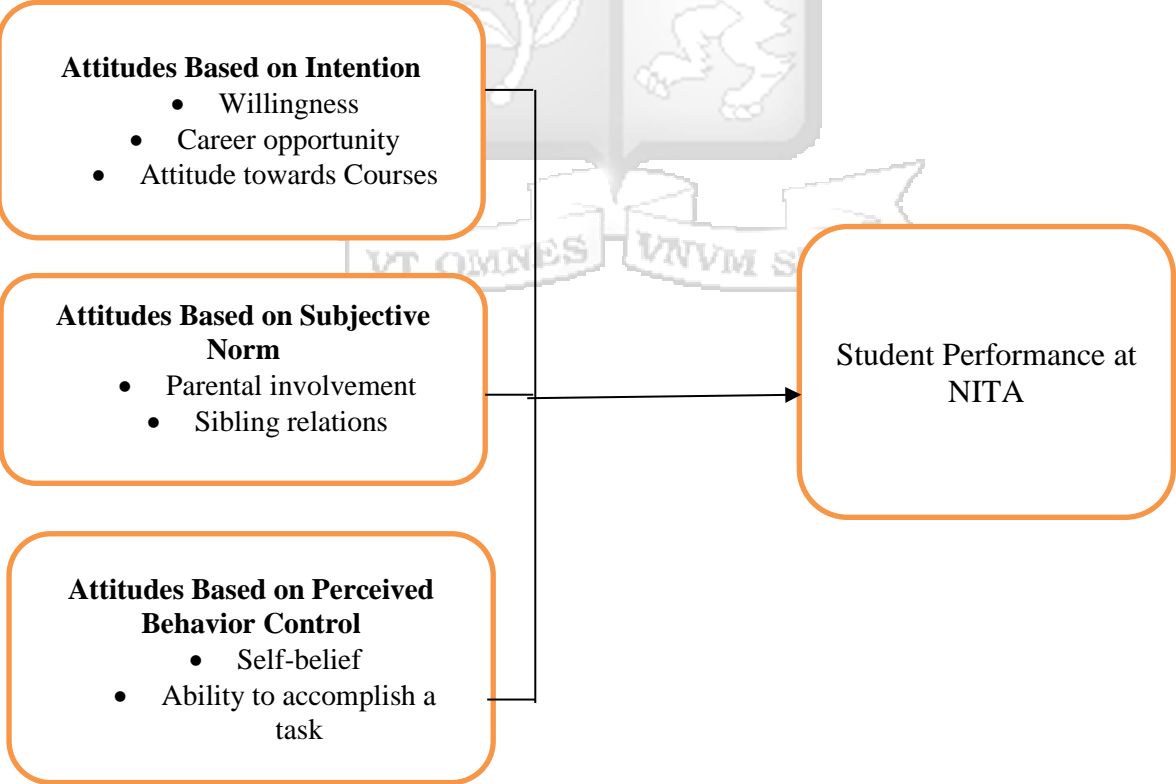 Attitudes Based on Intention
• Willingness
• Career opportunity
• Attitude towards Courses
VT OMNES VNVM S
Attitudes Based on Subjective
Norm
• Parental involvement
• Sibling relations
Student Performance at
NITA
Attitudes Based on Perceived
Behavior Control
• Self-belief
• Ability to accomplish a
task